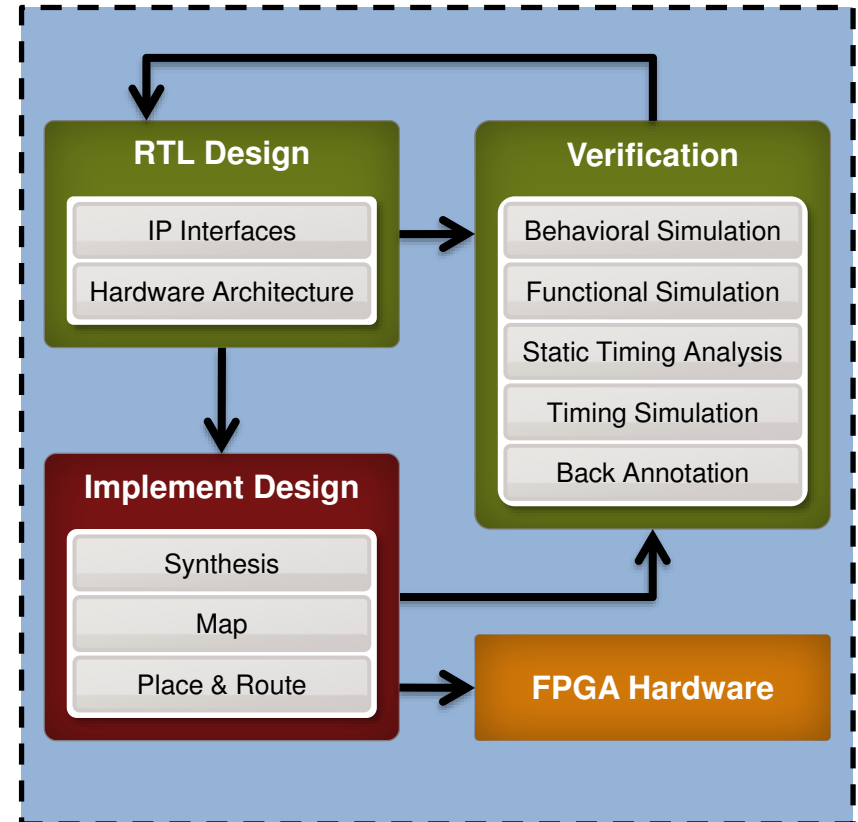 RTL Design
IP Interfaces
Hardware Architecture
Verification
Behavioral Simulation
Functional Simulation
Static Timing Analysis
Timing Simulation
Back Annotation
Implement Design
Synthesis
Map
Place & Route
FPGA Hardware